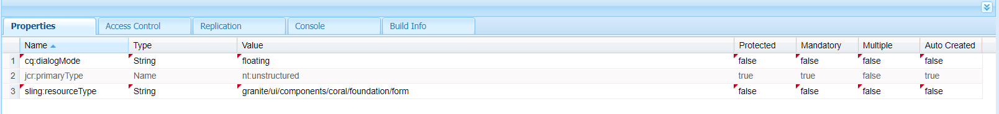 Properties Access Control Replication Console Build Info
Name Type Value Protected Mandatory Multiple Auto Created
1 cq:dialogMode String floating false false false false
2 jcr:primaryType Name nt:unstructured true true false true
3 sling:resourceType String granite/ui/components/coral/foundation/form false false false false